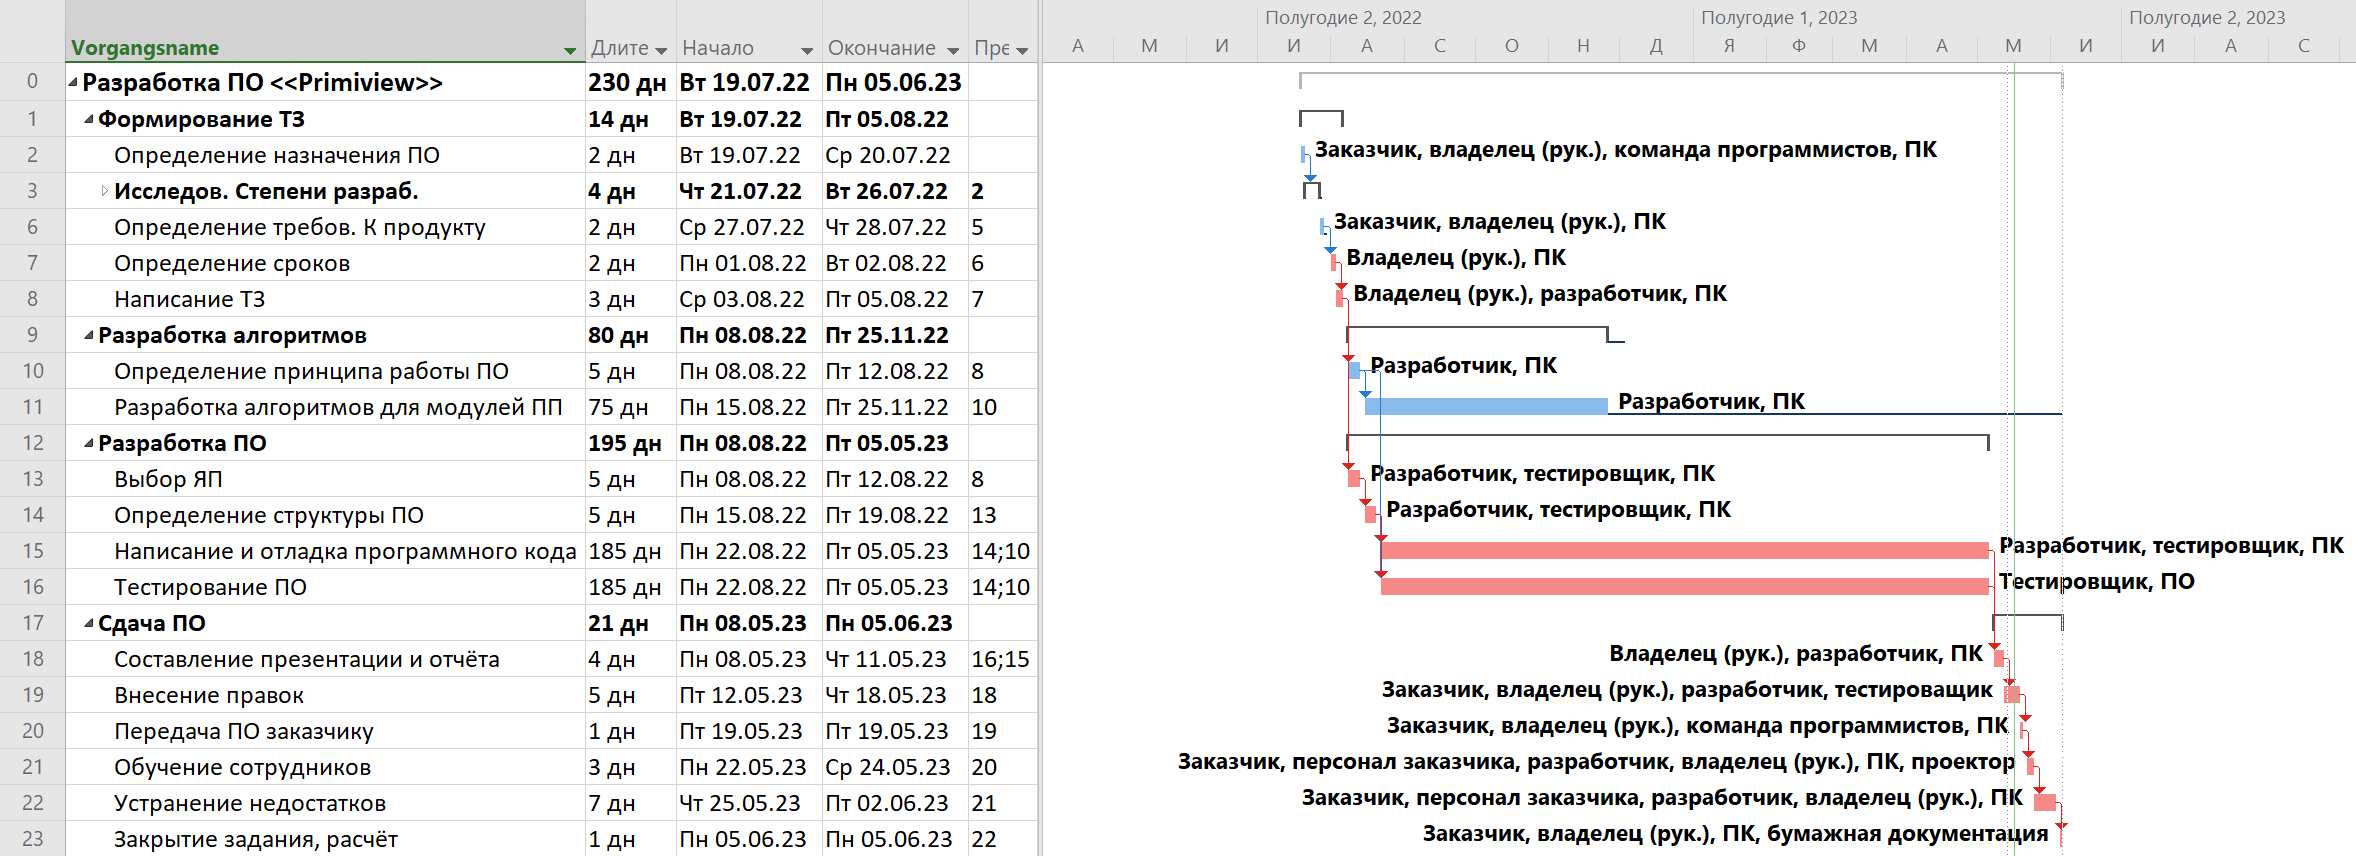 Полугодие 2, 2022 Полугодие 1, 2023 Полугодие 2, 2023
Vorgangsname Длите Начало Окончание Пре А М И И А С О Н Д Я Ф М А М И И А С
0 Разработка ПО <<Primiview>> 230 дн Вт 19.07.22 Пн 05.06.23
1 Формирование ТЗ 14 дн Вт 19.07.22 Пт 05.08.22
2 Определение назначения ПО 2 дн Вт 19.07.22 Ср 20.07.22 Заказчик, владелец (рук.), команда программистов, ПК
3 Исследов. Степени разраб. 4 дн Чт 21.07.22 Вт 26.07.22 2
6 Определение требов. К продукту 2 дн Ср 27.07.22 Чт 28.07.22 5 Заказчик, владелец (рук.), ПК
7 Определение сроков 2 дн Пн 01.08.22 Вт 02.08.22 6 Владелец (рук.), ПК
8 Написание ТЗ 3 дн Ср 03.08.22 Пт 05.08.22 7 Владелец (рук.), разработчик, ПК
9 Разработка алгоритмов 80 дн Пн 08.08.22 Пт 25.11.22
10 Определение принципа работы ПО 5 дн Пн 08.08.22 Пт 12.08.22 8 Разработчик, ПК
11 Разработка алгоритмов для модулей ПП 75 дн Пн 15.08.22 Пт 25.11.22 10 Разработчик, ПК
12 Разработка ПО 195 дн Пн 08.08.22 Пт 05.05.23
13 Выбор ЯП 5 дн Пн 08.08.22 Пт 12.08.22 8 Разработчик, тестировщик, ПК
14 Определение структуры ПО 5 дн Пн 15.08.22 Пт 19.08.22 13 Разработчик, тестировщик, ПК
15 Написание и отладка программного кода 185 дн Пн 22.08.22 Пт 05.05.23 14;10 Разработчик, тестировщик, ПК
16 Тестирование ПО 185 дн Пн 22.08.22 Пт 05.05.23 14;10 Тестировщик, ПО
17 Сдача ПО 21 дн Пн 08.05.23 Пн 05.06.23
18 Составление презентации и отчёта 4 дн Пн 08.05.23 Чт 11.05.23 16;15 Владелец (рук.), разработчик, ПК
19 Внесение правок 5 дн Пт 12.05.23 Чт 18.05.23 18 Заказчик, владелец (рук.), разработчик, тестироващик
20 Передача ПО заказчику 1 дн Пт 19.05.23 Пт 19.05.23 19 Заказчик, владелец (рук.), команда программистов, ПК
21 Обучение сотрудников 3 дн Пн 22.05.23 Ср 24.05.23 20 Заказчик, персонал заказчика, разработчик, владелец (рук.), ПК, проектор
22 Устранение недостатков 7 дн Чт 25.05.23 Пт 02.06.23 21 Заказчик, персонал заказчика, разработчик, владелец (рук.), ПК
23 Закрытие задания, расчёт 1 дн Пн 05.06.23 Пн 05.06.23 22 Заказчик, владелец (рук.), ПК, бумажная документация